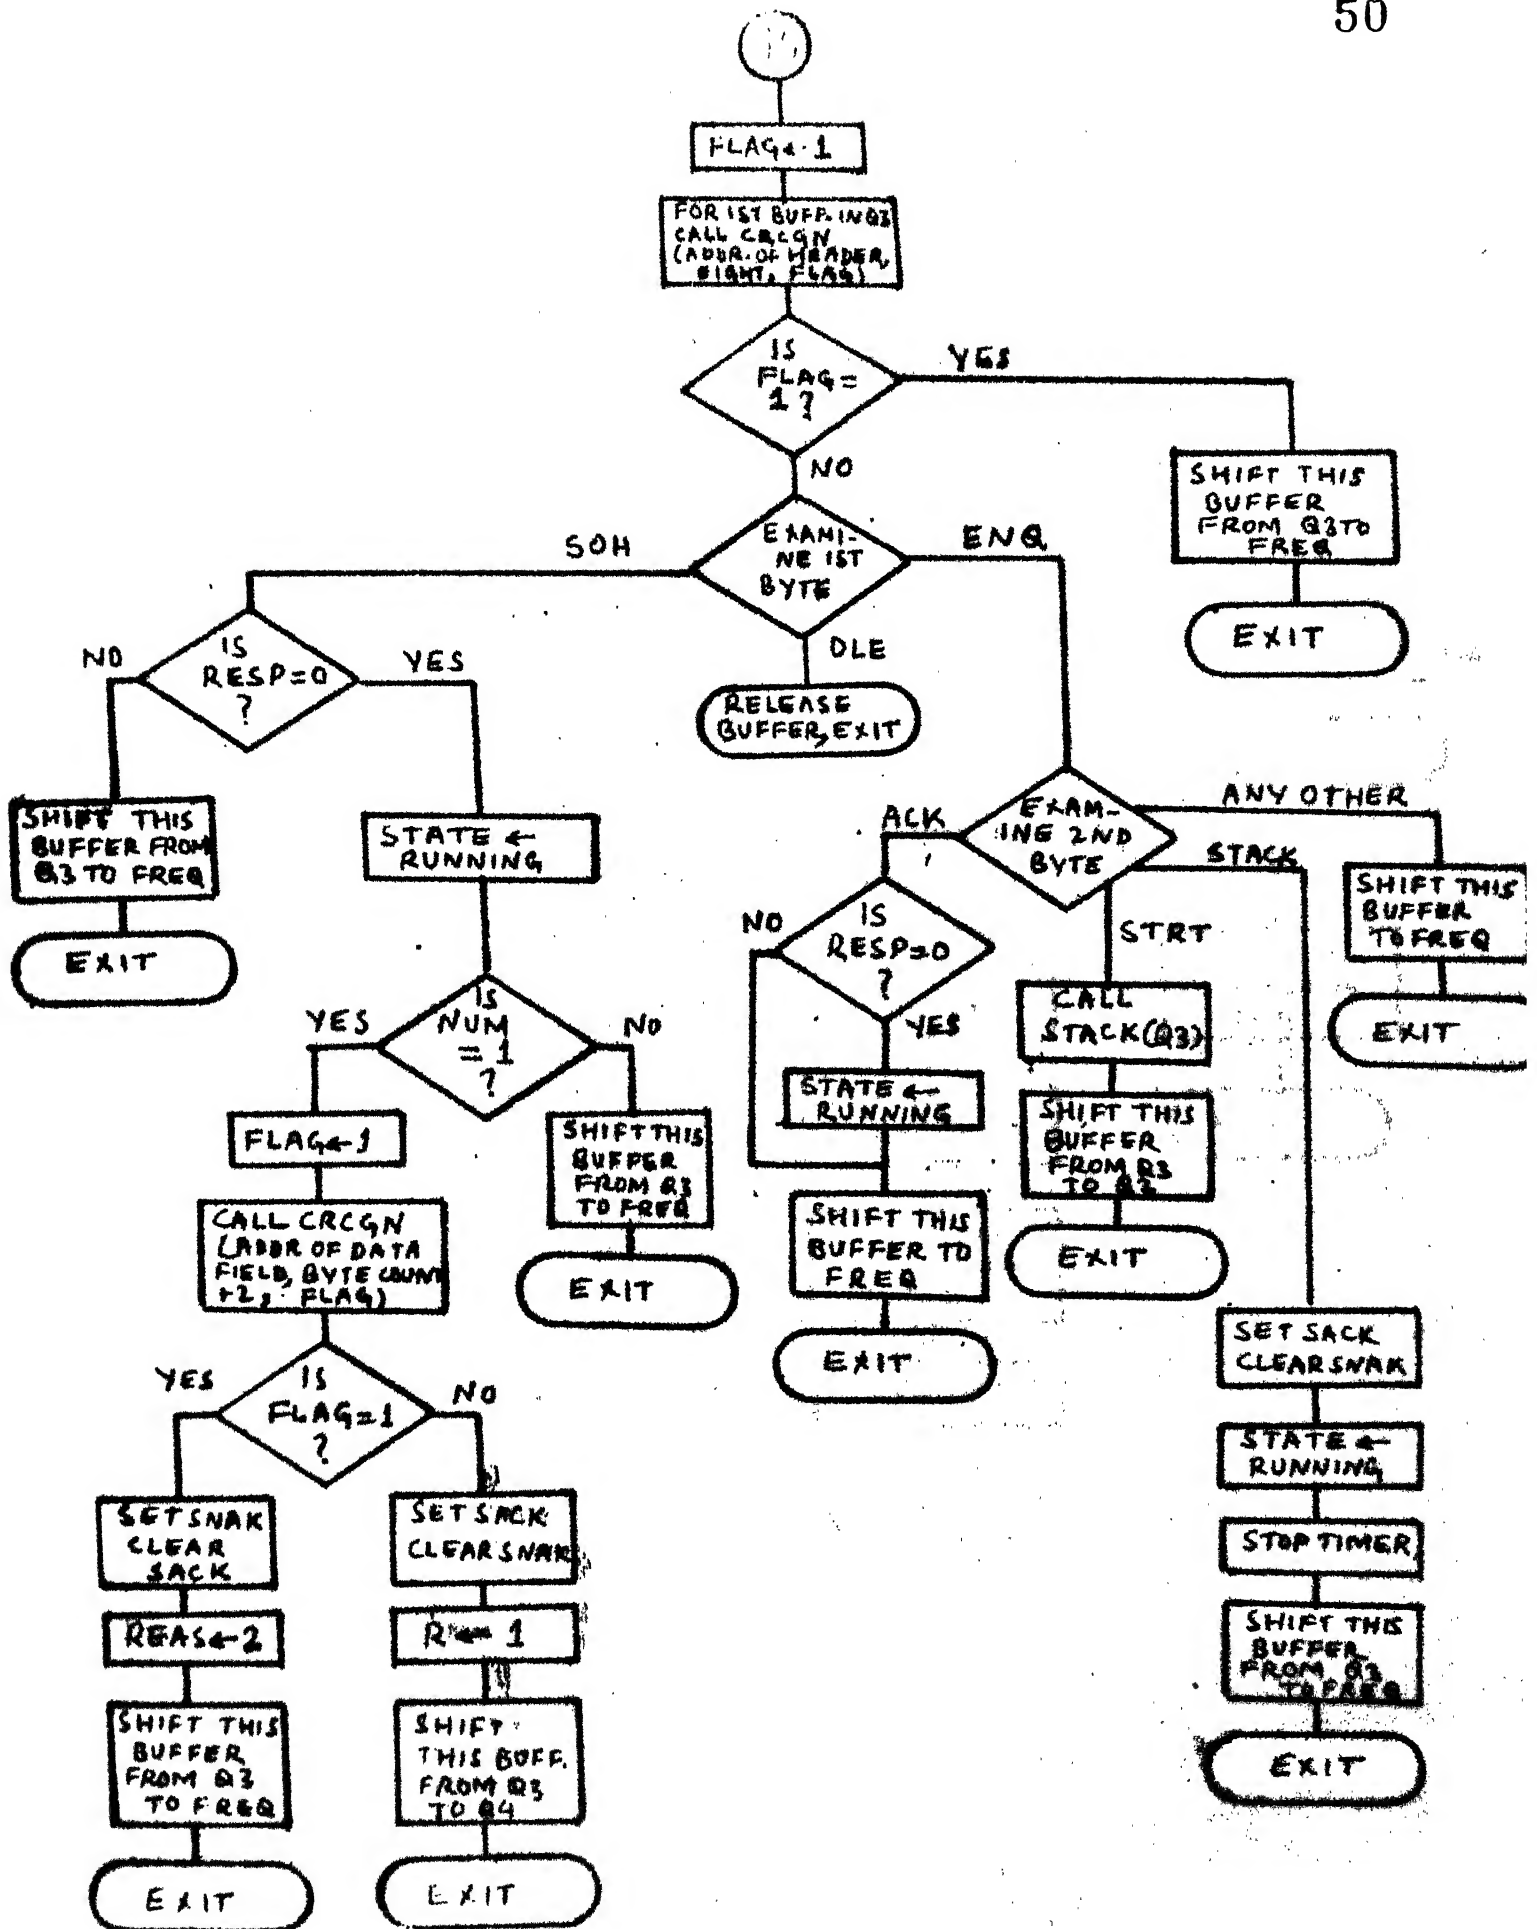 50
FLAG←1
FOR 1ST BUFF. IN Q3
CALL CRCGN
(ADDR. OF HEADER,
EIGHT, FLAG)
IS
FLAG=
1?
YES
NO
SHIFT THIS
BUFFER
FROM Q3 TO
FREQ
EXIT
EXAMI-
NE 1ST
BYTE
SOH
ENQ
DLE
RELEASE
BUFFER, EXIT
IS
RESP=0
?
NO
YES
SHIFT THIS
BUFFER FROM
Q3 TO FREQ
EXIT
STATE ←
RUNNING
IS
NUM
= 1
?
YES
NO
FLAG←1
SHIFT THIS
BUFFER
FROM Q3
TO FREQ
EXIT
CALL CRCGN
(ADDR OF DATA
FIELD, BYTE COUNT
+2, FLAG)
IS
FLAG=1
?
YES
NO
SET SNAK
CLEAR
SACK
REAS←2
SHIFT THIS
BUFFER
FROM Q3
TO FREQ
EXIT
SET SACK
CLEAR SNAK
R ← 1
SHIFT
THIS BUFF.
FROM Q3
TO Q4
EXIT
EXAM-
INE 2ND
BYTE
ACK
ANY OTHER
STACK
STRT
IS
RESP=0
?
NO
YES
STATE ←
RUNNING
SHIFT THIS
BUFFER TO
FREQ
EXIT
CALL
STACK(Q3)
SHIFT THIS
BUFFER
FROM Q3
TO Q2
EXIT
SHIFT THIS
BUFFER
TO FREQ
EXIT
SET SACK
CLEAR SNAK
STATE ←
RUNNING
STOP TIMER
SHIFT THIS
BUFFER
FROM Q3
TO FREQ
EXIT